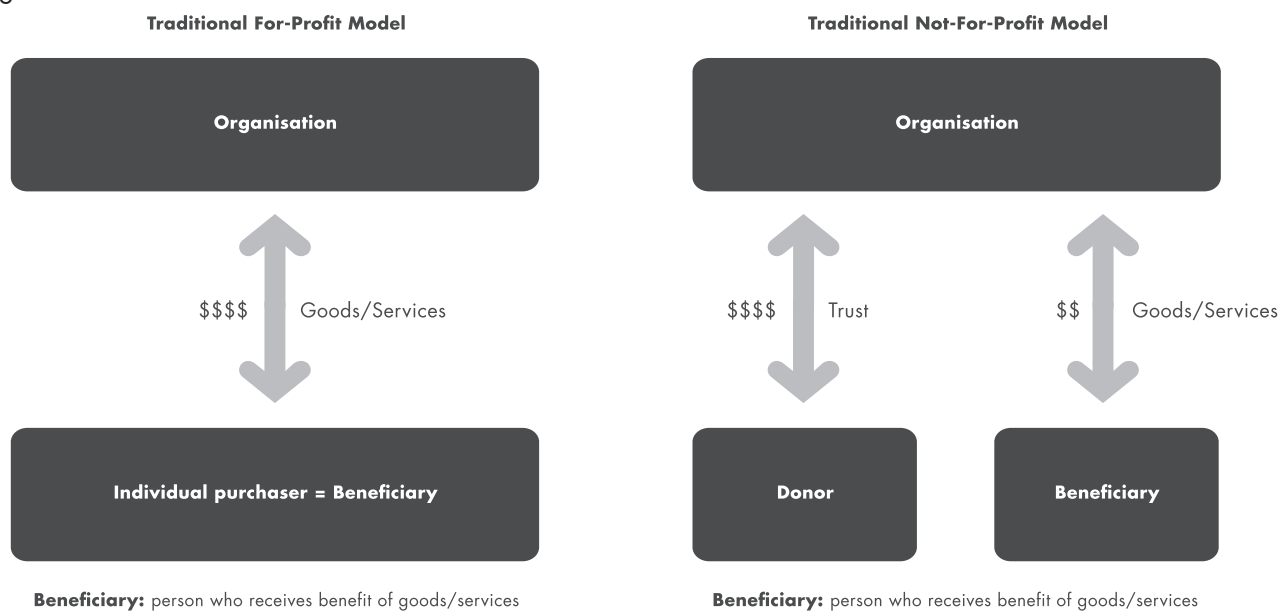 Traditional For-Profit Model
Organisation
$$$$ Goods/Services
Individual purchaser = Beneficiary
Beneficiary: person who receives benefit of goods/services
Traditional Not-For-Profit Model
Organisation
$$$$ Trust
$$ Goods/Services
Donor
Beneficiary
Beneficiary: person who receives benefit of goods/services